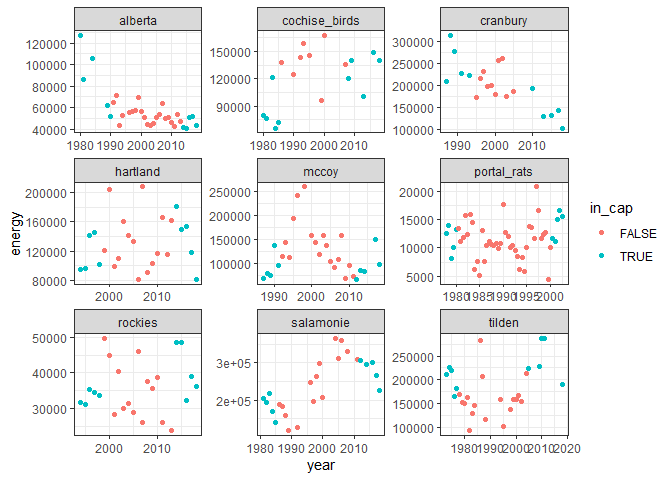 alberta
cochise_birds
cranbury
120000
100000
80000
60000
40000
1980 1990 2000 2010
150000
120000
90000
1980 1990 2000 2010
300000
250000
200000
150000
100000
1990 2000 2010
hartland
mccoy
portal_rats
200000
160000
120000
80000
2000 2010
250000
200000
150000
100000
1990 2000 2010
20000
15000
10000
5000
1980 1985 1990 1995 2000
rockies
salamonie
tilden
50000
40000
30000
2000 2010
3e+05
2e+05
1980 1990 2000 2010
250000
200000
150000
100000
1980 1990 2000 2010 2020
energy
year
in_cap
FALSE
TRUE